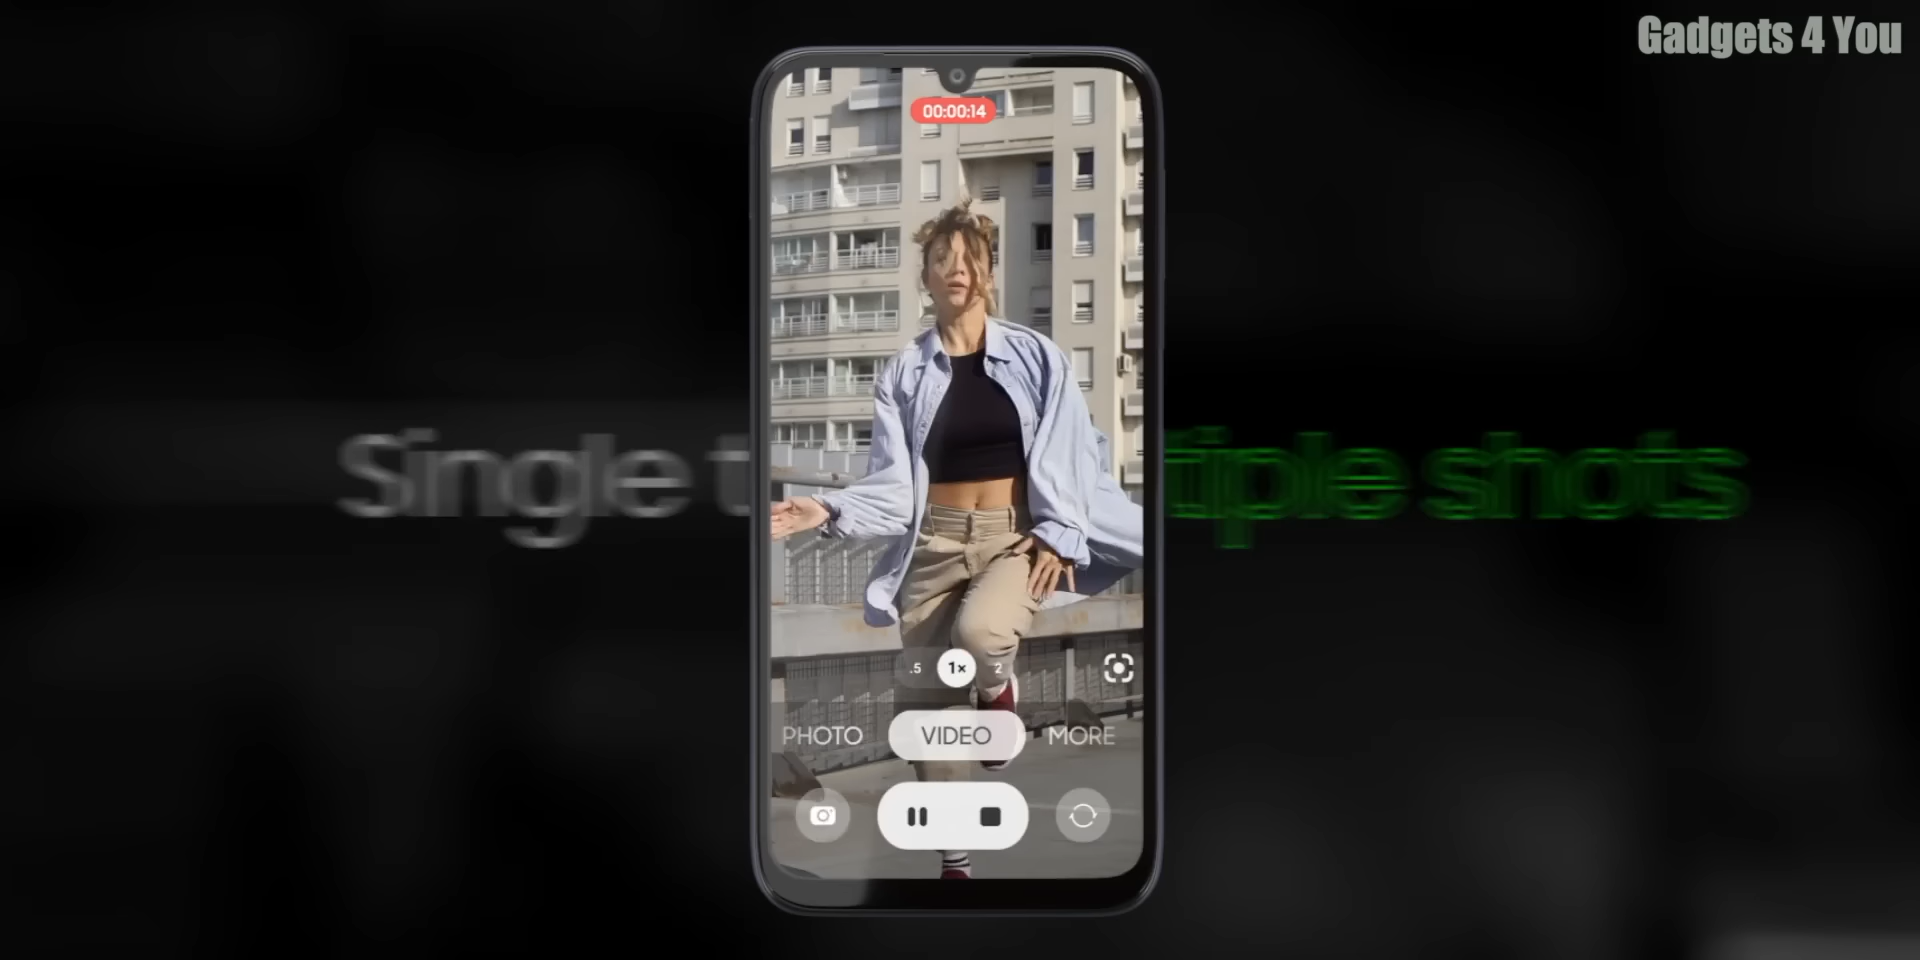 Gadgets 4 You
00:00:14
Single t
tiple shots
.5 1× 2
PHOTO VIDEO MORE